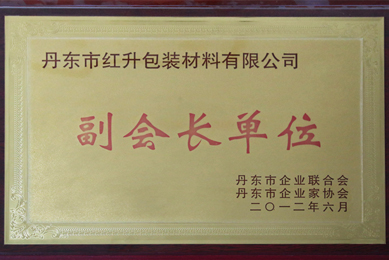 丹东市红升包装材料有限公司
副会长单位
丹东市企业联合会
丹东市企业家协会
二〇一二年六月